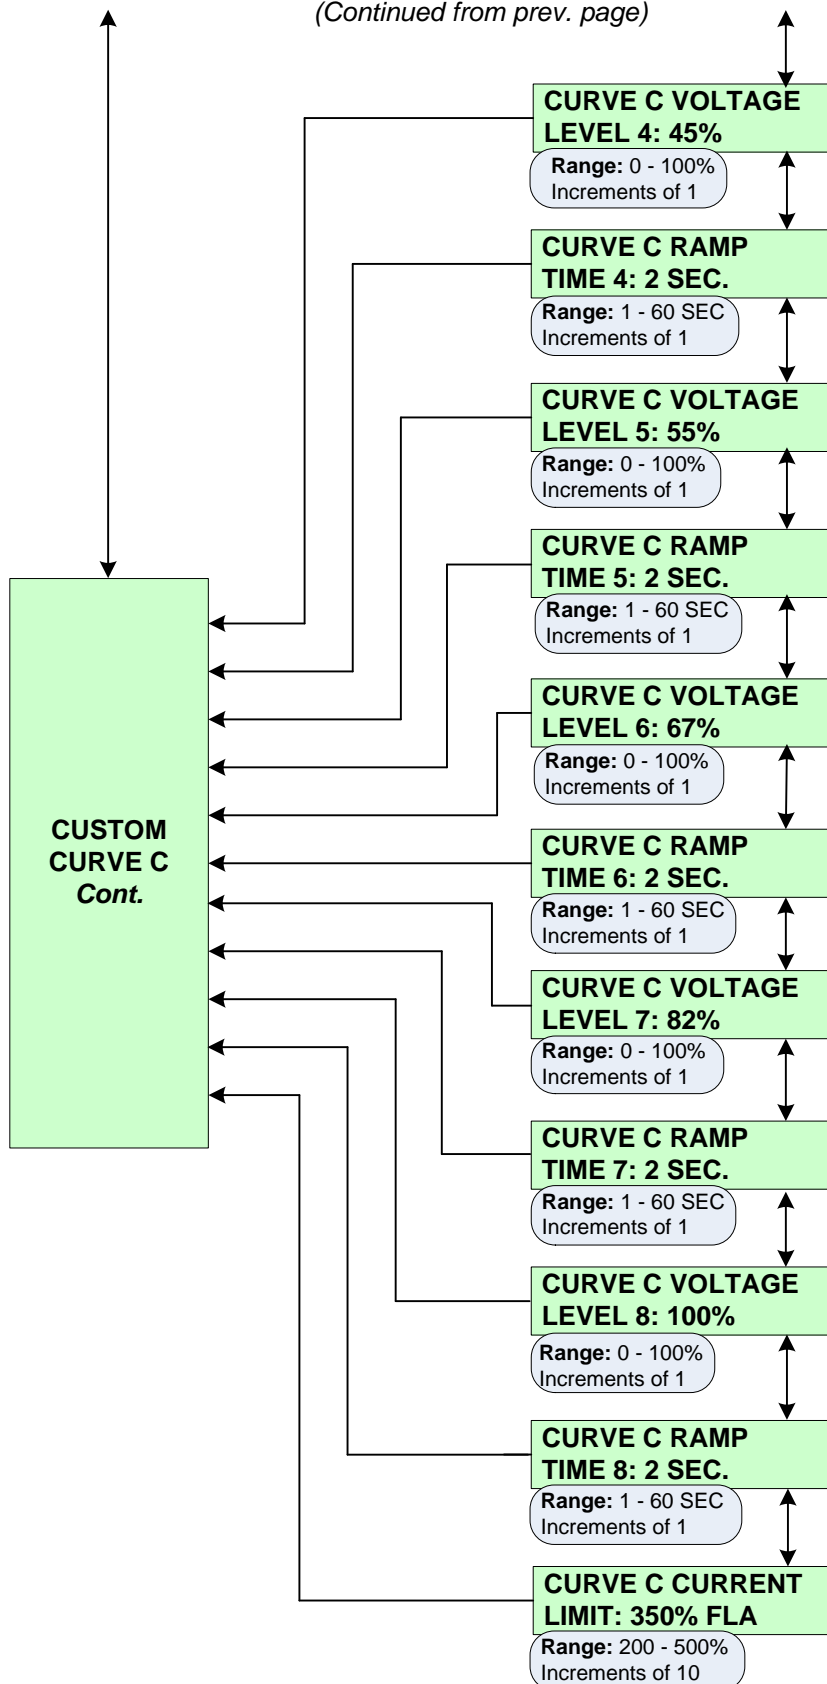 (Continued from prev. page)
CURVE C VOLTAGE
LEVEL 4: 45%
Range: 0 - 100%
Increments of 1
CURVE C RAMP
TIME 4: 2 SEC.
Range: 1 - 60 SEC
Increments of 1
CURVE C VOLTAGE
LEVEL 5: 55%
Range: 0 - 100%
Increments of 1
CURVE C RAMP
TIME 5: 2 SEC.
Range: 1 - 60 SEC
Increments of 1
CURVE C VOLTAGE
LEVEL 6: 67%
Range: 0 - 100%
Increments of 1
CUSTOM
CURVE C
Cont.
CURVE C RAMP
TIME 6: 2 SEC.
Range: 1 - 60 SEC
Increments of 1
CURVE C VOLTAGE
LEVEL 7: 82%
Range: 0 - 100%
Increments of 1
CURVE C RAMP
TIME 7: 2 SEC.
Range: 1 - 60 SEC
Increments of 1
CURVE C VOLTAGE
LEVEL 8: 100%
Range: 0 - 100%
Increments of 1
CURVE C RAMP
TIME 8: 2 SEC.
Range: 1 - 60 SEC
Increments of 1
CURVE C CURRENT
LIMIT: 350% FLA
Range: 200 - 500%
Increments of 10